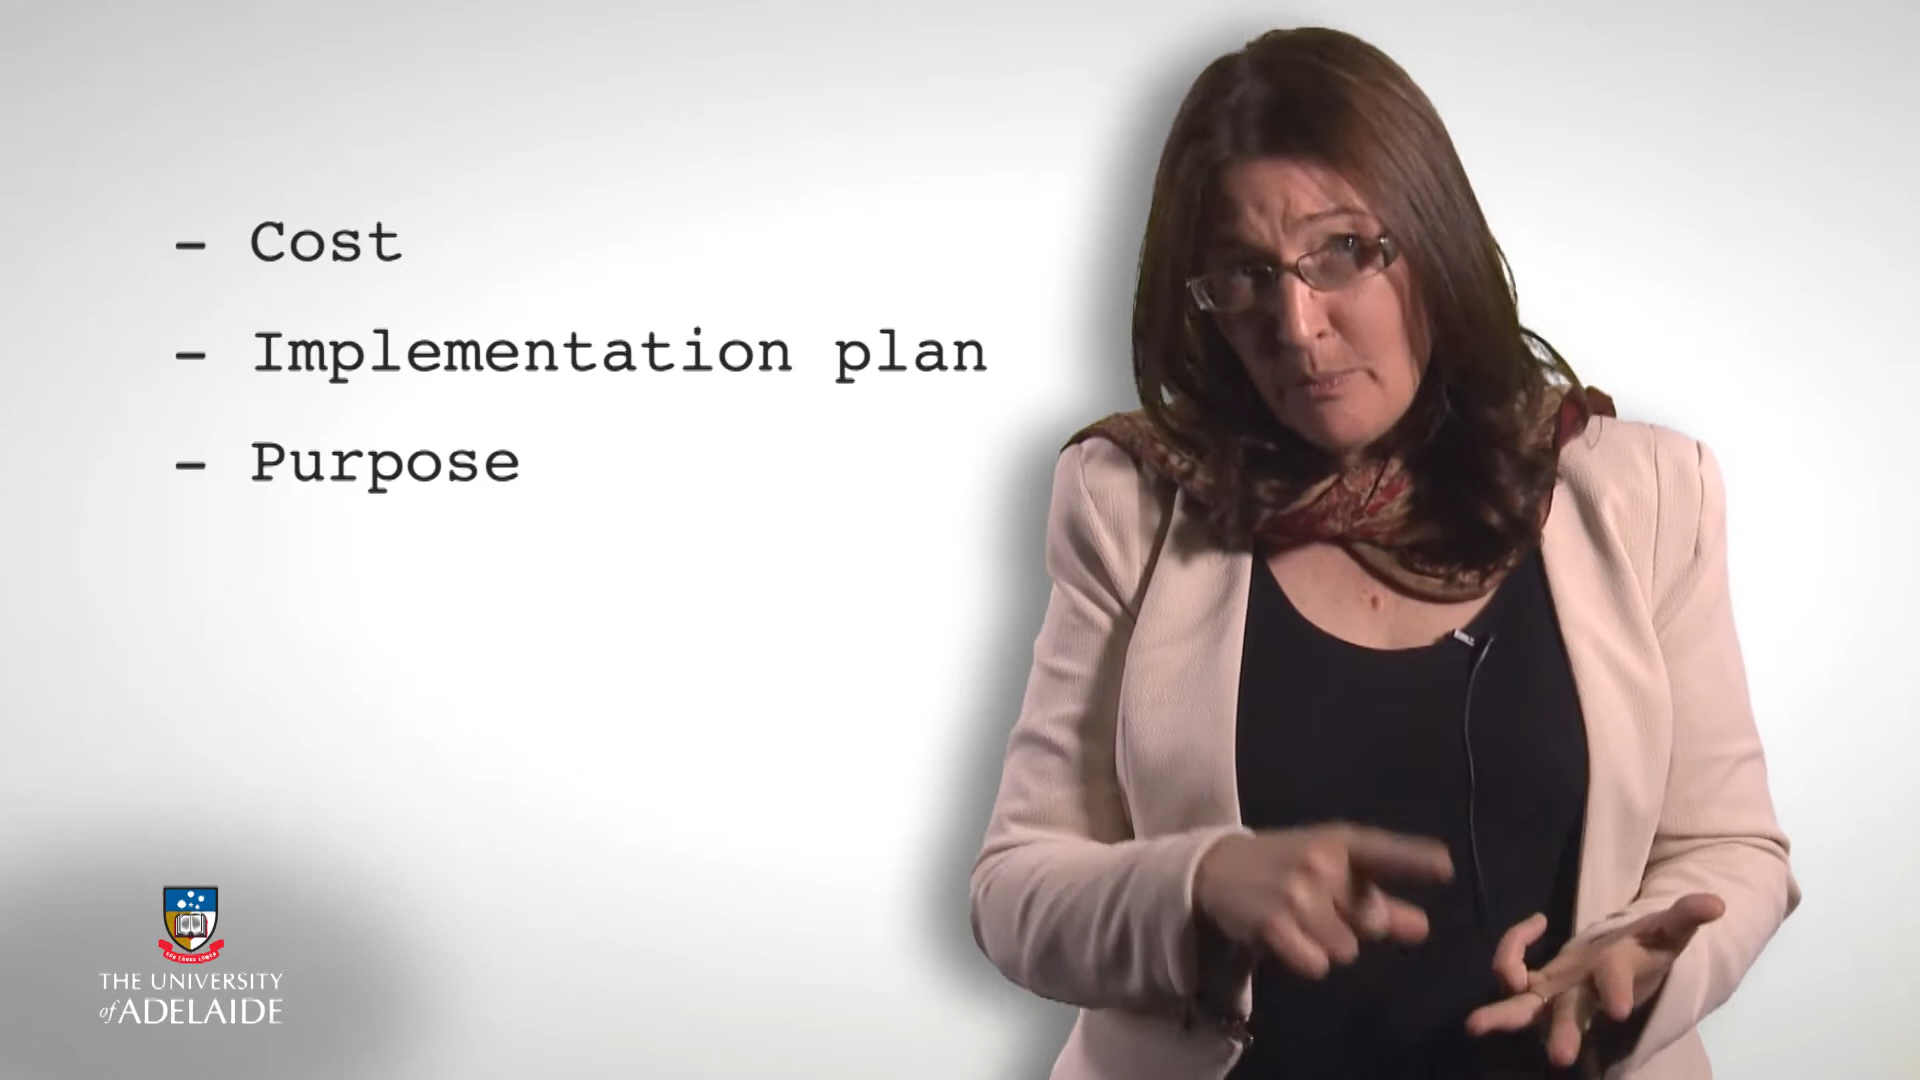 - Cost
- Implementation plan
- Purpose
THE UNIVERSITY
of ADELAIDE